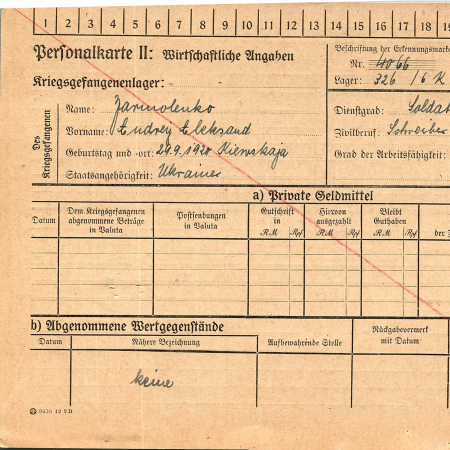 1 2 3 4 5 6 7 8 9 10 11 12 13 14 15 16 17 18 19
Personalkarte II: Wirtschaftliche Angaben
Kriegsgefangenenlager:
Beschriftung der Erkennungsmarke
Nr. 4066
Lager: 326 / 6 K
Des Kriegsgefangenen
Name: Jarmolenko
Vorname: Endrey Eleksand
Geburtstag und -ort: 29.9.1920 Kiewskaja
Staatsangehörigkeit: Ukrainer
Dienstgrad: Soldat
Zivilberuf: Schreiber
Grad der Arbeitsfähigkeit:
a) Private Geldmittel
Datum
Dem Kriegsgefangenen abgenommene Beträge in Valuta
Postsendungen in Valuta
Gutschrift in
RM Rpf
Hiervon ausgezahlt
RM Rpf
Bleibt Guthaben
RM Rpf
der
b) Abgenommene Wertgegenstände
Datum
Nähere Bezeichnung
Aufbewahrende Stelle
Rückgabevermerk mit Datum
keine